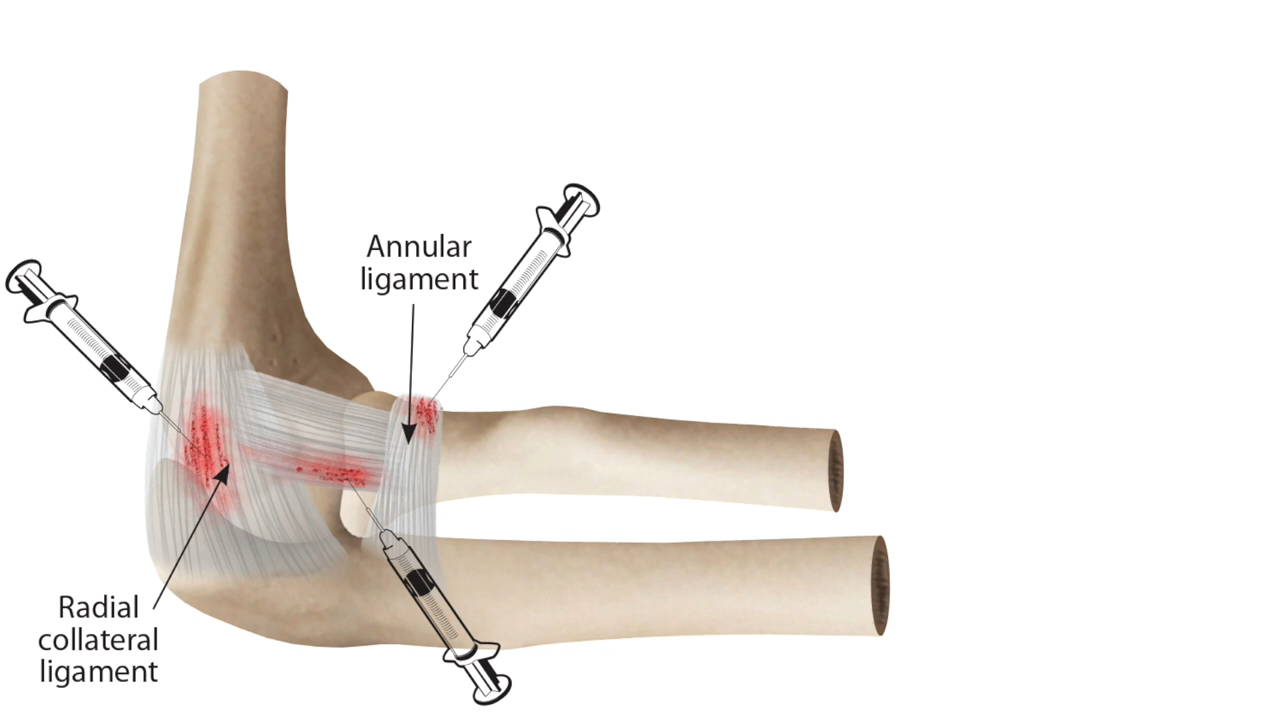 Annular
ligament
Radial
collateral
ligament